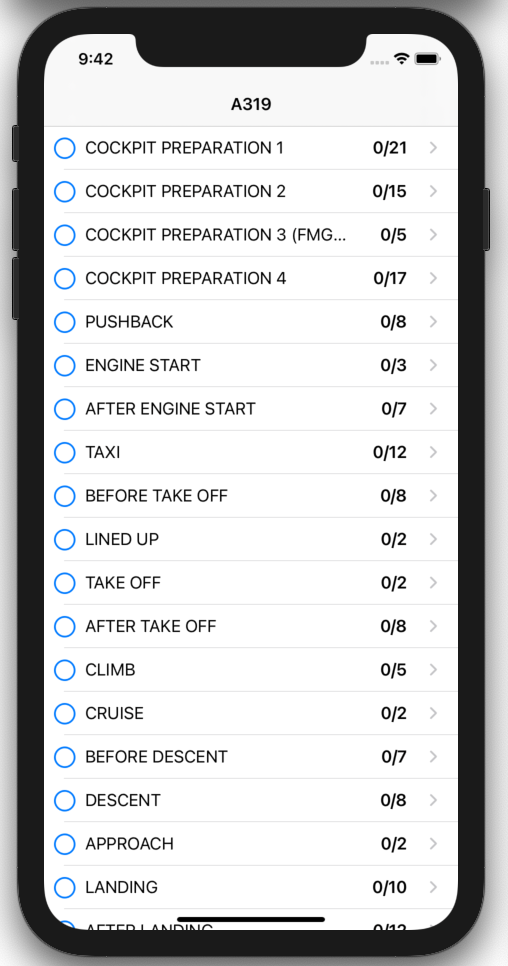 9:42
A319
COCKPIT PREPARATION 1 0/21
COCKPIT PREPARATION 2 0/15
COCKPIT PREPARATION 3 (FMG... 0/5
COCKPIT PREPARATION 4 0/17
PUSHBACK 0/8
ENGINE START 0/3
AFTER ENGINE START 0/7
TAXI 0/12
BEFORE TAKE OFF 0/8
LINED UP 0/2
TAKE OFF 0/2
AFTER TAKE OFF 0/8
CLIMB 0/5
CRUISE 0/2
BEFORE DESCENT 0/7
DESCENT 0/8
APPROACH 0/2
LANDING 0/10
AFTER LANDING 0/12